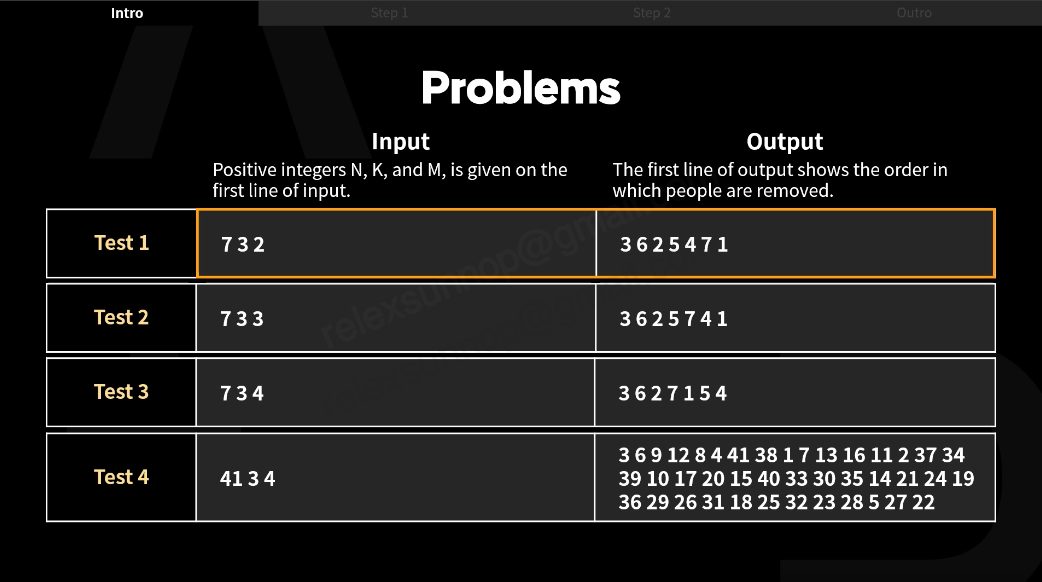 Intro
Step 1
Step 2
Outro
Problems
Input
Output
Positive integers N, K, and M, is given on the
first line of input.
The first line of output shows the order in
which people are removed.
Test 1
7 3 2
3 6 2 5 4 7 1
Test 2
7 3 3
3 6 2 5 7 4 1
Test 3
7 3 4
3 6 2 7 1 5 4
Test 4
41 3 4
3 6 9 12 8 4 41 38 1 7 13 16 11 2 37 34
39 10 17 20 15 40 33 30 35 14 21 24 19
36 29 26 31 18 25 32 23 28 5 27 22